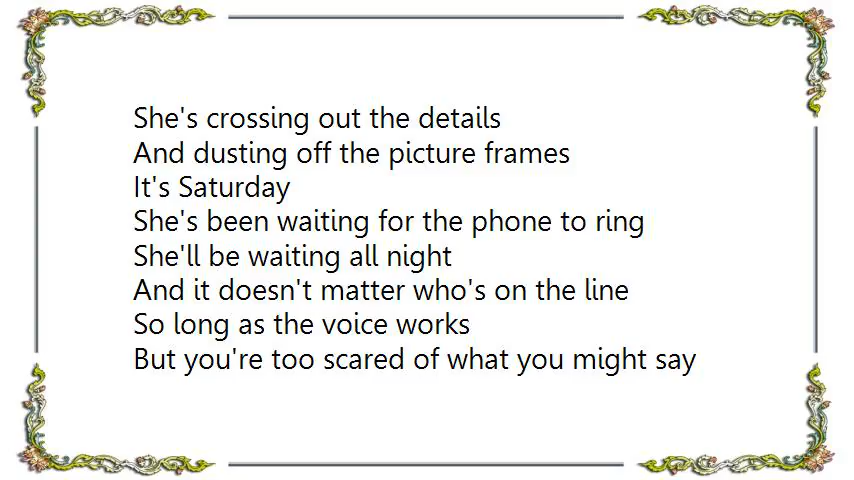 She's crossing out the details
And dusting off the picture frames
It's Saturday
She's been waiting for the phone to ring
She'll be waiting all night
And it doesn't matter who's on the line
So long as the voice works
But you're too scared of what you might say